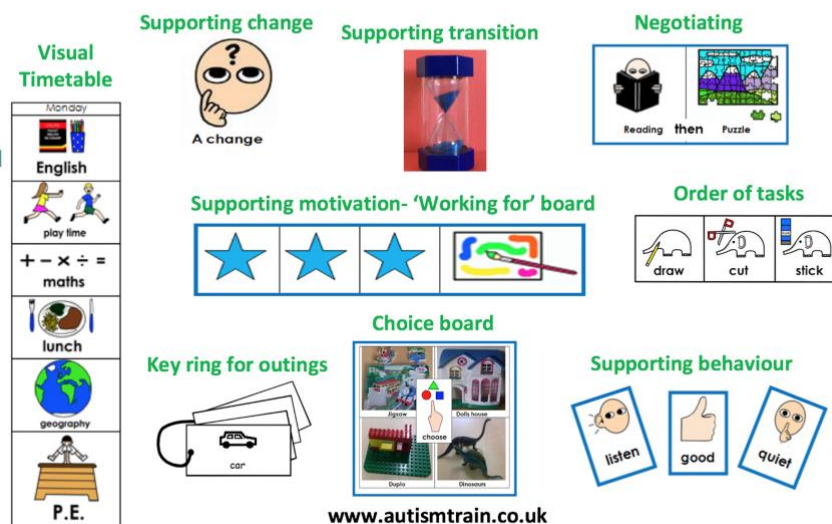 Visual
Timetable
Monday
English
play time
+ − × ÷ =
maths
lunch
geography
P.E.
Supporting change
?
A change
Supporting transition
Negotiating
Reading then Puzzle
Supporting motivation- 'Working for' board
Order of tasks
draw cut stick
Key ring for outings
car
Choice board
Jigsaw Dolls house
choose
Duplo Dinosaurs
Supporting behaviour
listen good quiet
www.autismtrain.co.uk